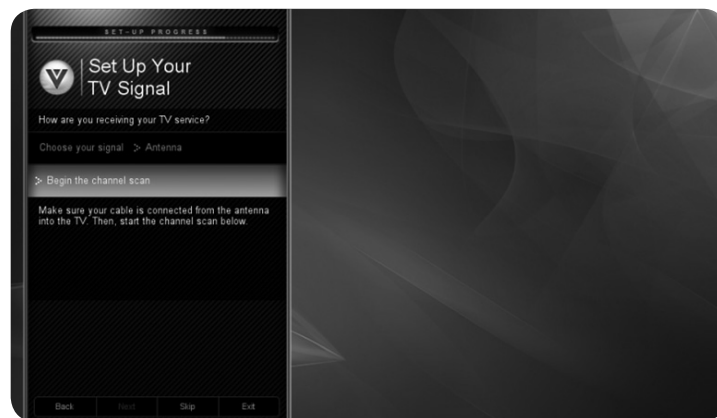 SET-UP PROGRESS
Set Up Your
TV Signal
How are you receiving your TV service?
Choose your signal > Antenna
> Begin the channel scan
Make sure your cable is connected from the antenna
into the TV. Then, start the channel scan below.
Back Next Skip Exit